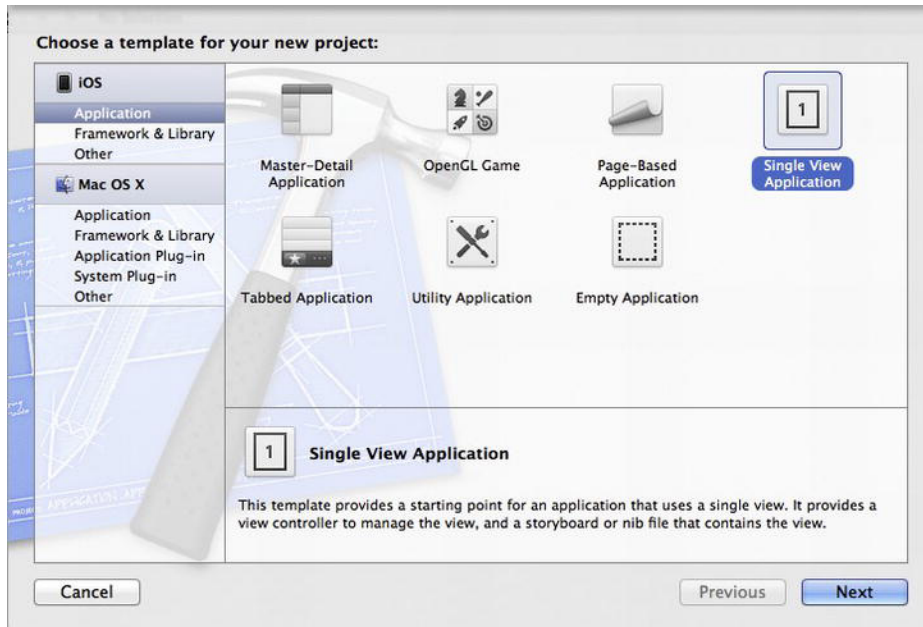 Choose a template for your new project:
iOS
Application
Framework & Library
Other
Mac OS X
Application
Framework & Library
Application Plug-in
System Plug-in
Other
Master-Detail
Application
OpenGL Game
Page-Based
Application
1
Single View
Application
Tabbed Application
Utility Application
Empty Application
1
Single View Application
This template provides a starting point for an application that uses a single view. It provides a
view controller to manage the view, and a storyboard or nib file that contains the view.
Cancel
Previous
Next